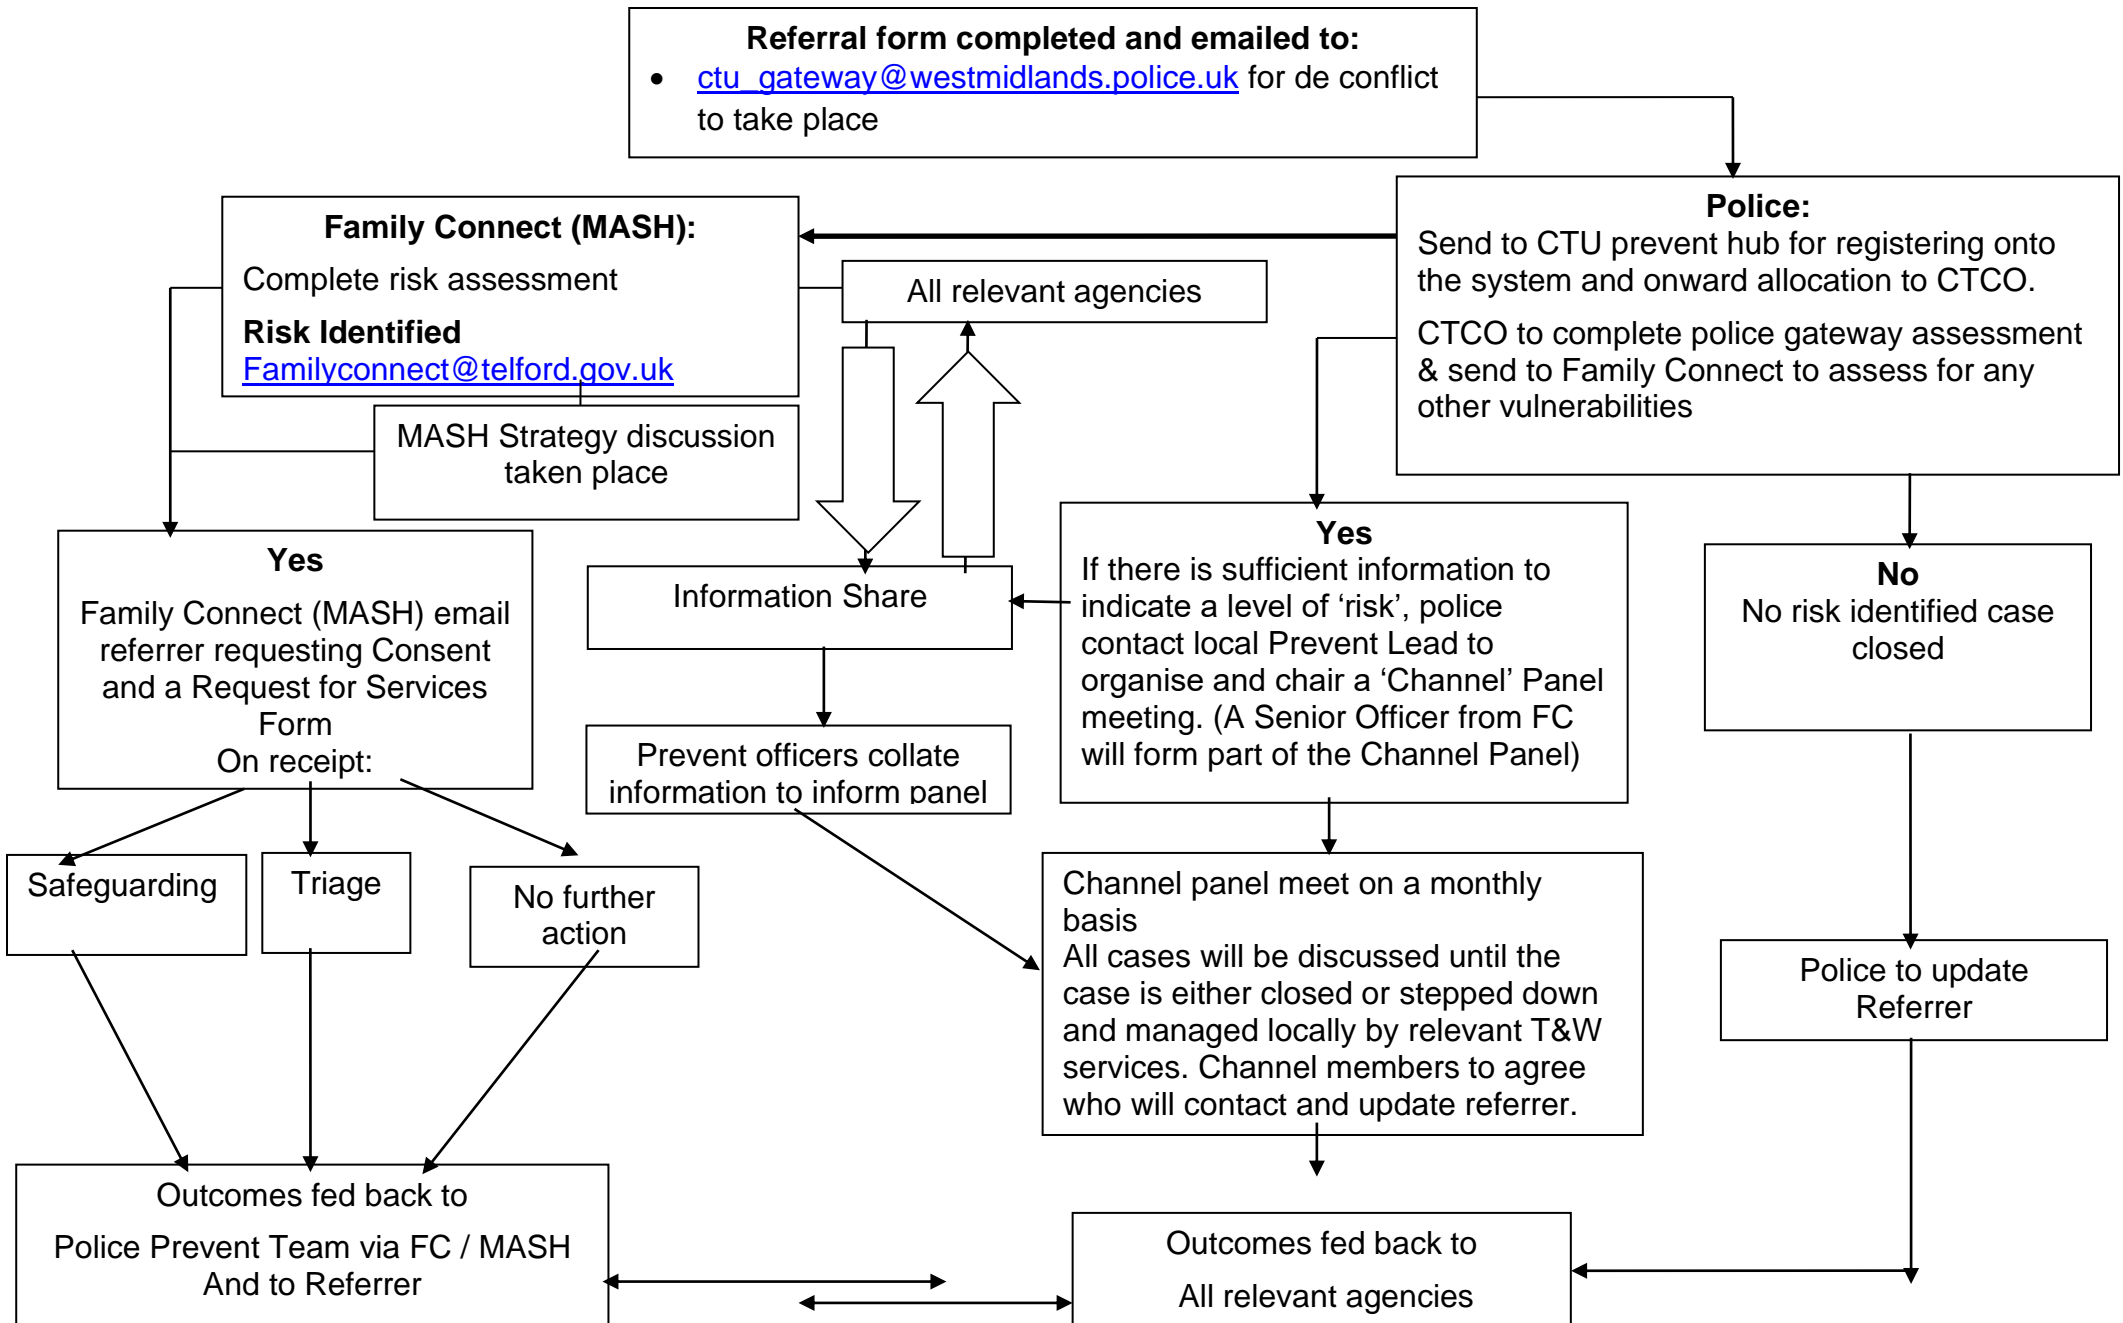 Referral form completed and emailed to:
• ctu_gateway@westmidlands.police.uk for de conflict
to take place
Police:
Send to CTU prevent hub for registering onto
the system and onward allocation to CTCO.
CTCO to complete police gateway assessment
& send to Family Connect to assess for any
other vulnerabilities
Family Connect (MASH):
Complete risk assessment
Risk Identified
Familyconnect@telford.gov.uk
All relevant agencies
MASH Strategy discussion
taken place
Yes
Family Connect (MASH) email
referrer requesting Consent
and a Request for Services
Form
On receipt:
Information Share
Yes
If there is sufficient information to
indicate a level of ‘risk’, police
contact local Prevent Lead to
organise and chair a ‘Channel’ Panel
meeting. (A Senior Officer from FC
will form part of the Channel Panel)
No
No risk identified case
closed
Prevent officers collate
information to inform panel
Safeguarding
Triage
No further
action
Channel panel meet on a monthly
basis
All cases will be discussed until the
case is either closed or stepped down
and managed locally by relevant T&W
services. Channel members to agree
who will contact and update referrer.
Police to update
Referrer
Outcomes fed back to
Police Prevent Team via FC / MASH
And to Referrer
Outcomes fed back to
All relevant agencies